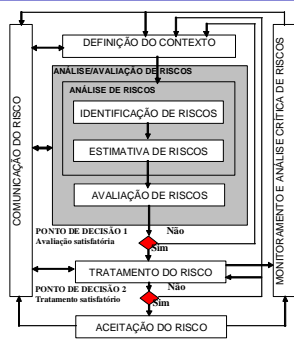 DEFINIÇÃO DO CONTEXTO
ANÁLISE/AVALIAÇÃO DE RISCOS
ANÁLISE DE RISCOS
IDENTIFICAÇÃO DE RISCOS
ESTIMATIVA DE RISCOS
AVALIAÇÃO DE RISCOS
COMUNICAÇÃO DO RISCO
MONITORAMENTO E ANÁLISE CRÍTICA DE RISCOS
PONTO DE DECISÃO 1
Avaliação satisfatória
Não
Sim
TRATAMENTO DO RISCO
PONTO DE DECISÃO 2
Tratamento satisfatório
Não
Sim
ACEITAÇÃO DO RISCO